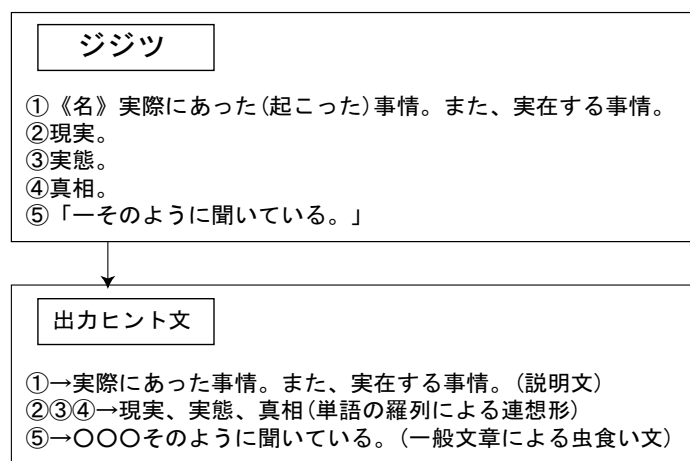 ジジツ
①《名》実際にあった(起こった)事情。また、実在する事情。
②現実。
③実態。
④真相。
⑤「―そのように聞いている。」
出力ヒント文
①→実際にあった事情。また、実在する事情。(説明文)
②③④→現実、実態、真相(単語の羅列による連想形)
⑤→〇〇〇そのように聞いている。(一般文章による虫食い文)